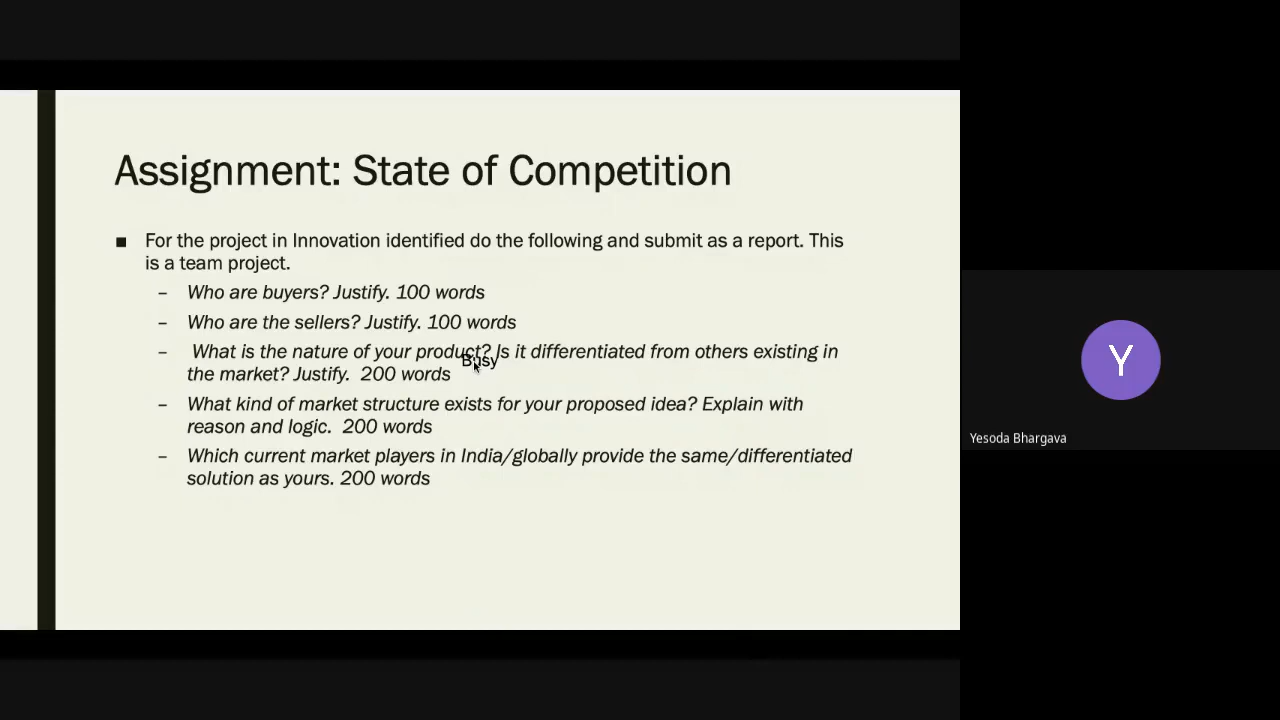 Assignment: State of Competition
■ For the project in Innovation identified do the following and submit as a report. This
is a team project.
– Who are buyers? Justify. 100 words
– Who are the sellers? Justify. 100 words
– What is the nature of your product? Is it differentiated from others existing in
Busy
the market? Justify. 200 words
– What kind of market structure exists for your proposed idea? Explain with
reason and logic. 200 words
– Which current market players in India/globally provide the same/differentiated
solution as yours. 200 words
Y
Yesoda Bhargava